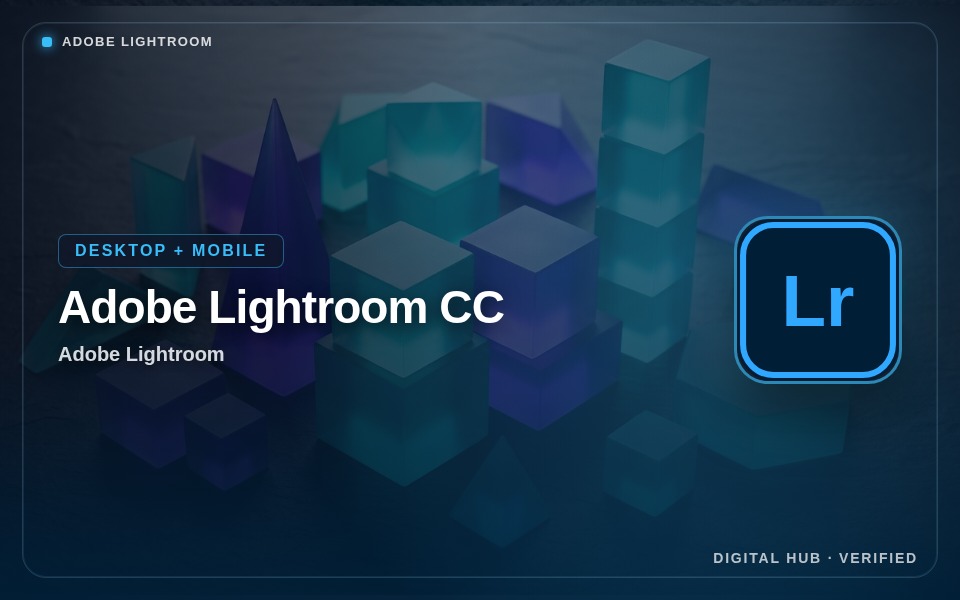 ADOBE LIGHTROOM
DESKTOP + MOBILE
Adobe Lightroom CC
Adobe Lightroom
Lr
DIGITAL HUB · VERIFIED